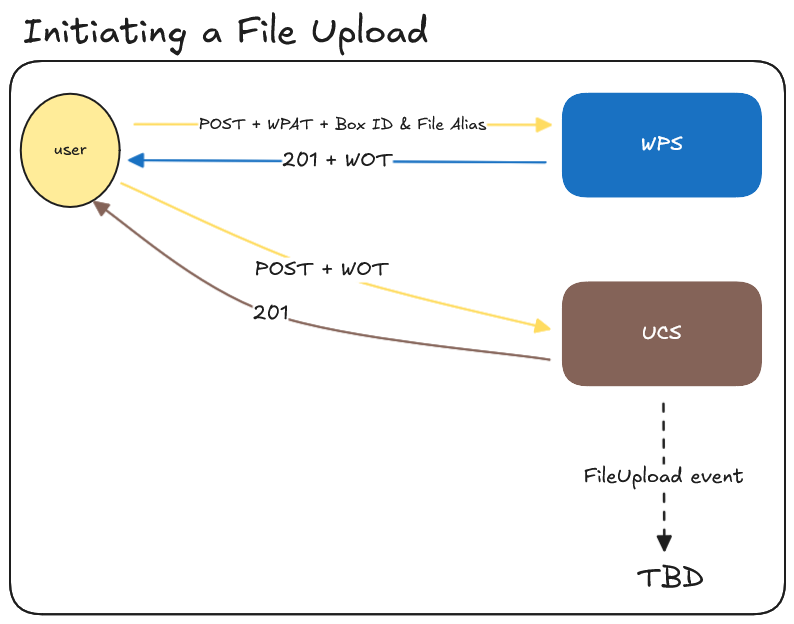 Initiating a File Upload
user
POST + WPAT + Box ID & File Alias
WPS
201 + WOT
POST + WOT
201
UCS
FileUpload event
TBD